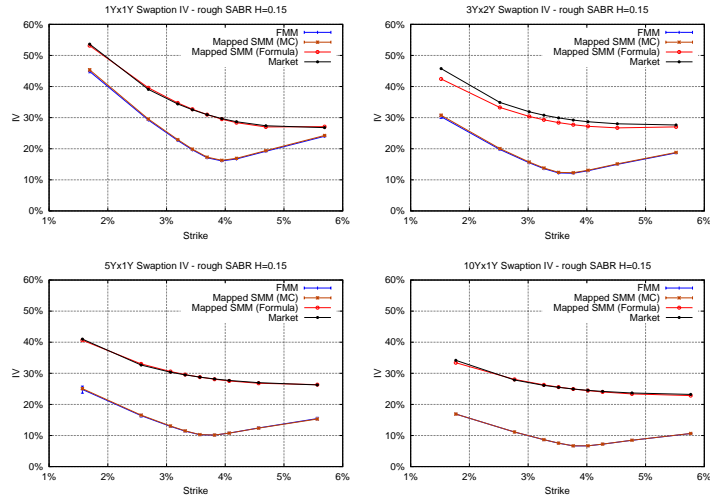 1Yx1Y Swaption IV - rough SABR H=0.15
FMM
Mapped SMM (MC)
Mapped SMM (Formula)
Market
IV
60%
50%
40%
30%
20%
10%
0%
1% 2% 3% 4% 5% 6%
Strike
3Yx2Y Swaption IV - rough SABR H=0.15
FMM
Mapped SMM (MC)
Mapped SMM (Formula)
Market
IV
60%
50%
40%
30%
20%
10%
0%
1% 2% 3% 4% 5% 6%
Strike
5Yx1Y Swaption IV - rough SABR H=0.15
FMM
Mapped SMM (MC)
Mapped SMM (Formula)
Market
IV
60%
50%
40%
30%
20%
10%
0%
1% 2% 3% 4% 5% 6%
Strike
10Yx1Y Swaption IV - rough SABR H=0.15
FMM
Mapped SMM (MC)
Mapped SMM (Formula)
Market
IV
60%
50%
40%
30%
20%
10%
0%
1% 2% 3% 4% 5% 6%
Strike